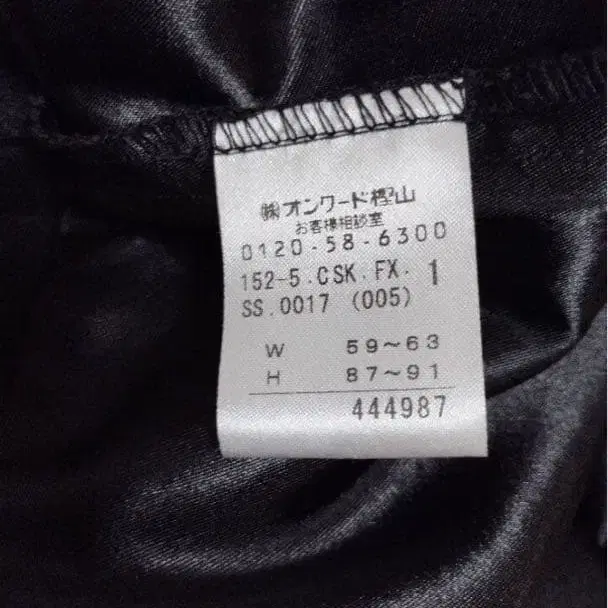 ㈱オンワード樫山
お客様相談室
0120-58-6300
152-5.CSK.FX. 1
SS.0017 (005)
W 59~63
H 87~91
444987